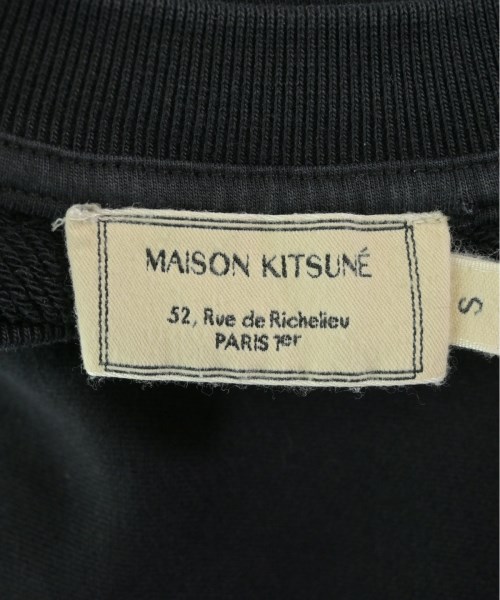 MAISON KITSUNÉ
52, Rue de Richelieu
PARIS 1er
S